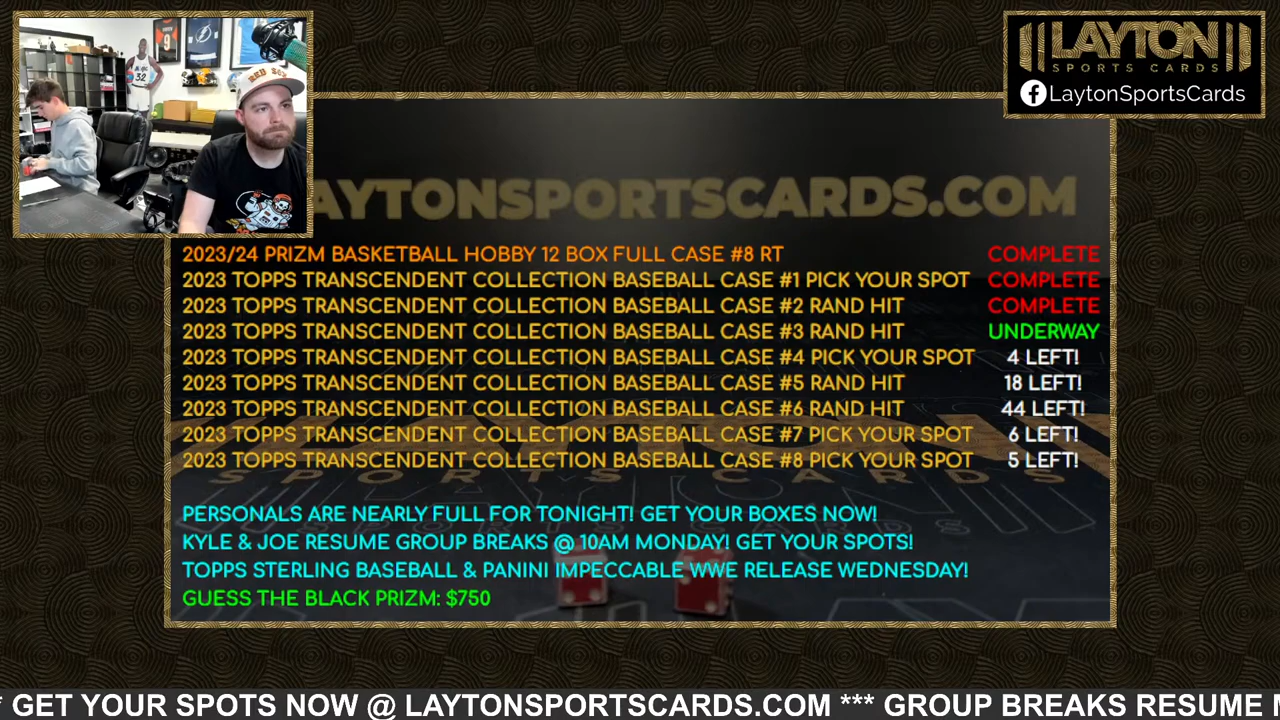 LAYTON
SPORTS CARDS
LaytonSportsCards
RED SOX
9
32
LAYTONSPORTSCARDS.COM
2023/24 PRIZM BASKETBALL HOBBY 12 BOX FULL CASE #8 RT COMPLETE
2023 TOPPS TRANSCENDENT COLLECTION BASEBALL CASE #1 PICK YOUR SPOT COMPLETE
2023 TOPPS TRANSCENDENT COLLECTION BASEBALL CASE #2 RAND HIT COMPLETE
2023 TOPPS TRANSCENDENT COLLECTION BASEBALL CASE #3 RAND HIT UNDERWAY
2023 TOPPS TRANSCENDENT COLLECTION BASEBALL CASE #4 PICK YOUR SPOT 4 LEFT!
2023 TOPPS TRANSCENDENT COLLECTION BASEBALL CASE #5 RAND HIT 18 LEFT!
2023 TOPPS TRANSCENDENT COLLECTION BASEBALL CASE #6 RAND HIT 44 LEFT!
2023 TOPPS TRANSCENDENT COLLECTION BASEBALL CASE #7 PICK YOUR SPOT 6 LEFT!
2023 TOPPS TRANSCENDENT COLLECTION BASEBALL CASE #8 PICK YOUR SPOT 5 LEFT!
SPORTS CARDS
PERSONALS ARE NEARLY FULL FOR TONIGHT! GET YOUR BOXES NOW!
KYLE & JOE RESUME GROUP BREAKS @ 10AM MONDAY! GET YOUR SPOTS!
TOPPS STERLING BASEBALL & PANINI IMPECCABLE WWE RELEASE WEDNESDAY!
GUESS THE BLACK PRIZM: $750
* GET YOUR SPOTS NOW @ LAYTONSPORTSCARDS.COM *** GROUP BREAKS RESUME